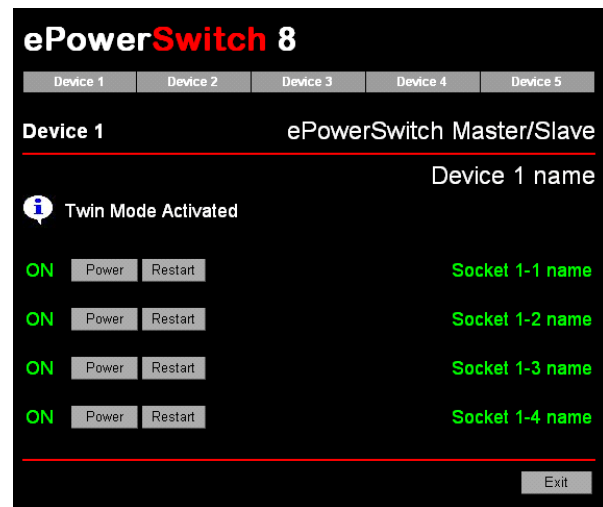 ePowerSwitch 8
Device 1 Device 2 Device 3 Device 4 Device 5
Device 1 ePowerSwitch Master/Slave
Device 1 name
i Twin Mode Activated
ON Power Restart Socket 1-1 name
ON Power Restart Socket 1-2 name
ON Power Restart Socket 1-3 name
ON Power Restart Socket 1-4 name
Exit